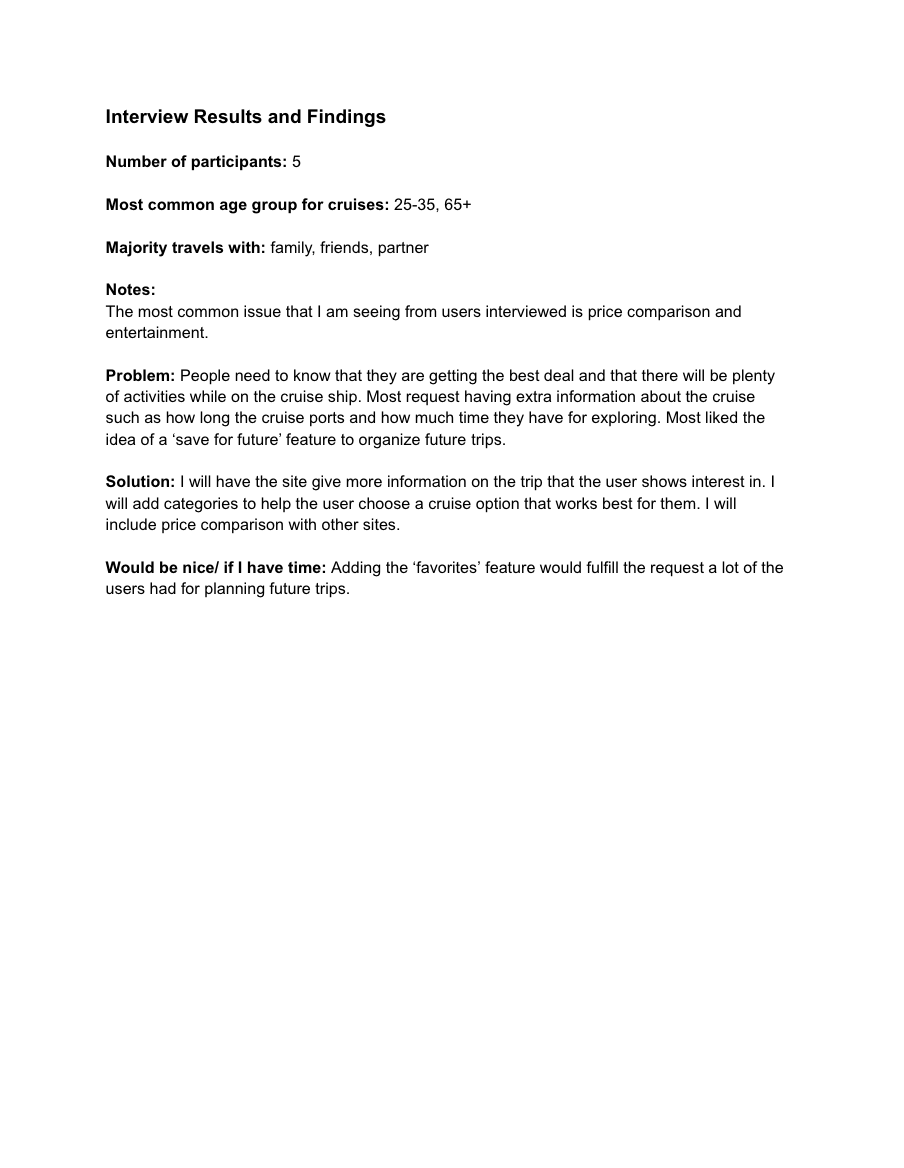 Interview Results and Findings
Number of participants: 5
Most common age group for cruises: 25-35, 65+
Majority travels with: family, friends, partner
Notes:
The most common issue that I am seeing from users interviewed is price comparison and
entertainment.
Problem: People need to know that they are getting the best deal and that there will be plenty
of activities while on the cruise ship. Most request having extra information about the cruise
such as how long the cruise ports and how much time they have for exploring. Most liked the
idea of a ‘save for future’ feature to organize future trips.
Solution: I will have the site give more information on the trip that the user shows interest in. I
will add categories to help the user choose a cruise option that works best for them. I will
include price comparison with other sites.
Would be nice/ if I have time: Adding the ‘favorites’ feature would fulfill the request a lot of the
users had for planning future trips.